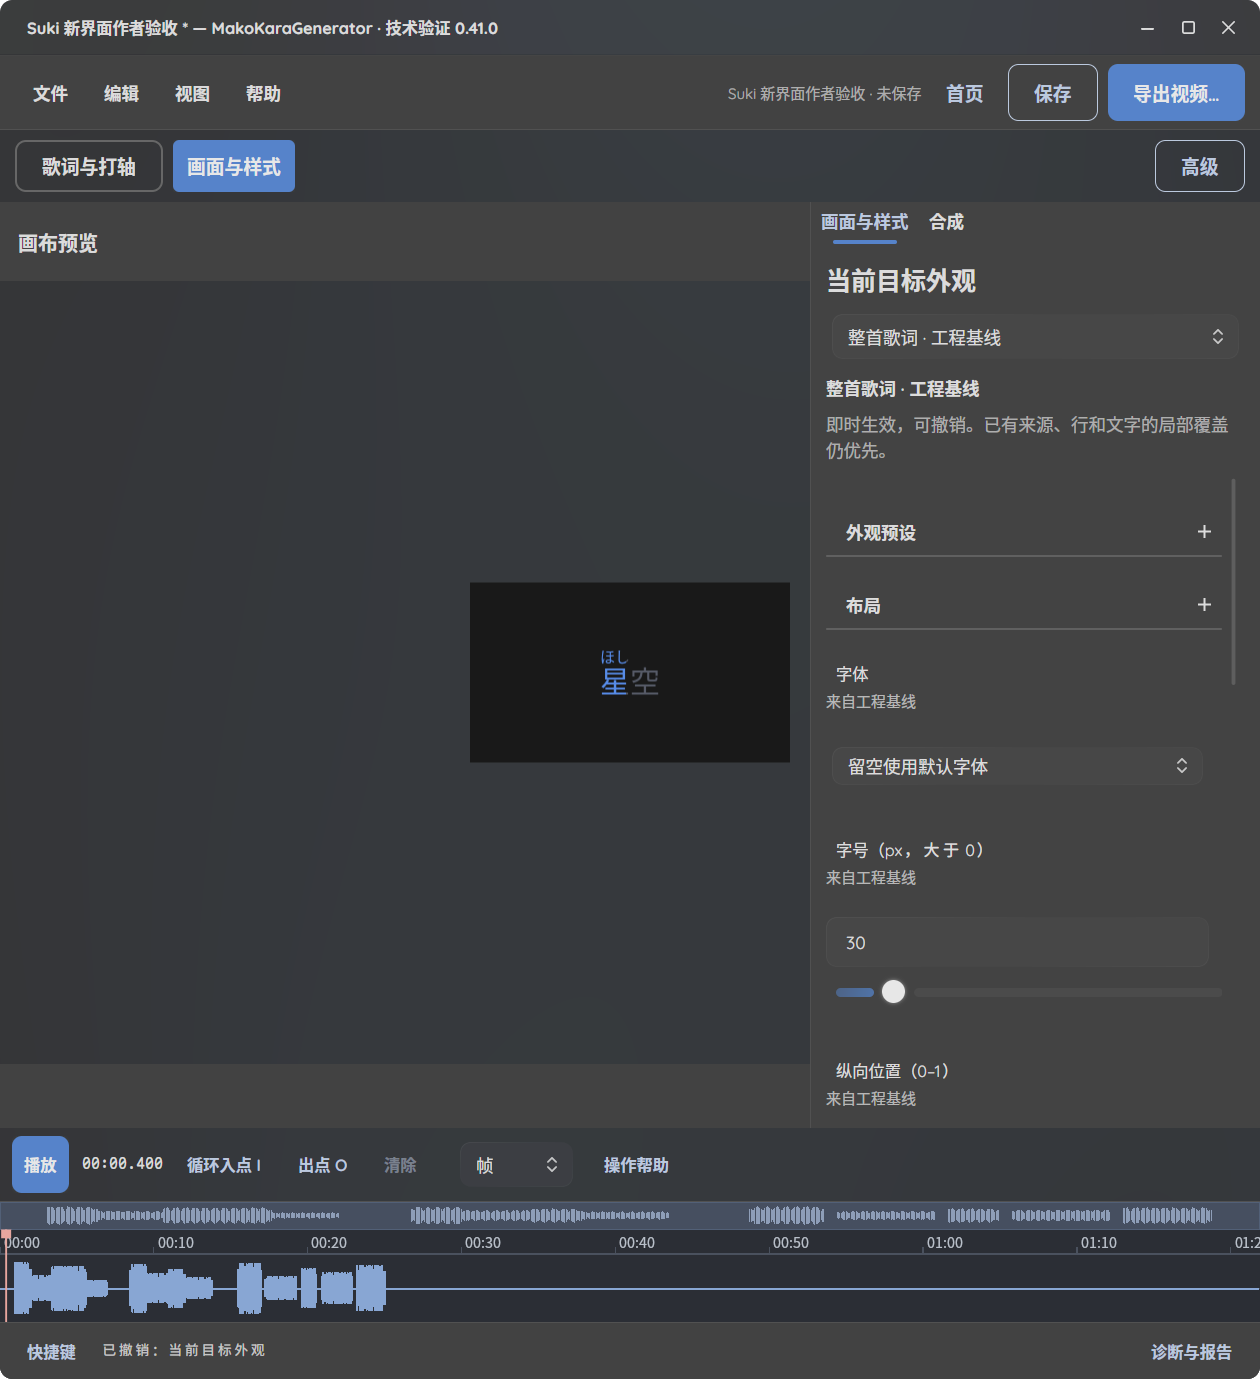 Suki 新界面作者验收 * — MakoKaraGenerator · 技术验证 0.41.0
文件 编辑 视图 帮助 Suki 新界面作者验收 · 未保存 首页 保存 导出视频...
歌词与打轴 画面与样式 高级
画布预览
画面与样式 合成
当前目标外观
整首歌词 · 工程基线
整首歌词 · 工程基线
即时生效，可撤销。已有来源、行和文字的局部覆盖
仍优先。
外观预设 +
布局 +
ほし
星空
字体
来自工程基线
留空使用默认字体
字号（px，大于 0）
来自工程基线
30
纵向位置（0–1）
来自工程基线
播放 00:00.400 循环入点 I 出点 O 清除 帧 操作帮助
00:00 00:10 00:20 00:30 00:40 00:50 01:00 01:10 01:2
快捷键 已撤销：当前目标外观 诊断与报告